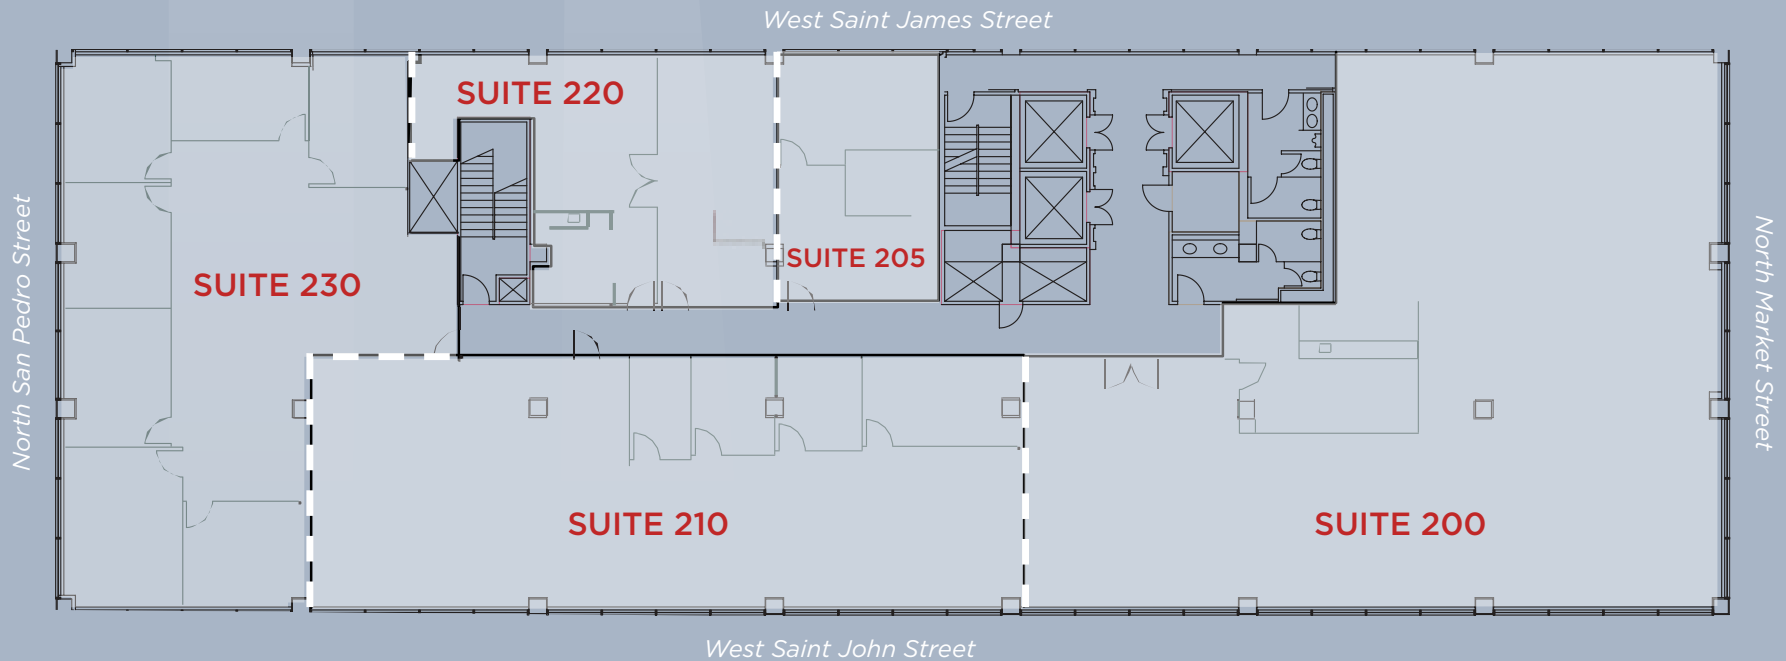 West Saint James Street
SUITE 220
SUITE 205
SUITE 230
North San Pedro Street
North Market Street
SUITE 210
SUITE 200
West Saint John Street